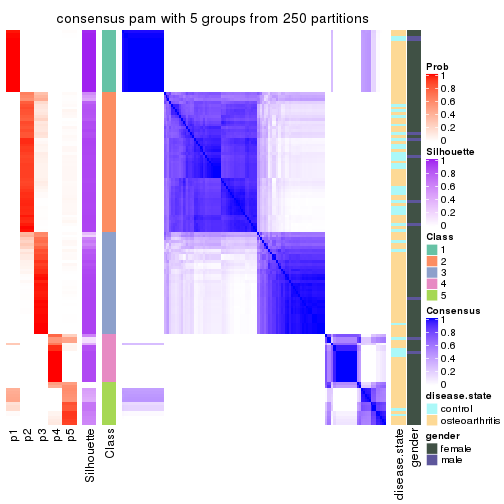 consensus pam with 5 groups from 250 partitions
Prob
1
0.8
0.6
0.4
0.2
0
Silhouette
1
0.8
0.6
0.4
0.2
0
Class
1
2
3
4
5
Consensus
1
0.8
0.6
0.4
0.2
0
disease.state
control
osteoarthritis
gender
female
male
p1
p2
p3
p4
p5
Silhouette
Class
disease.state
gender